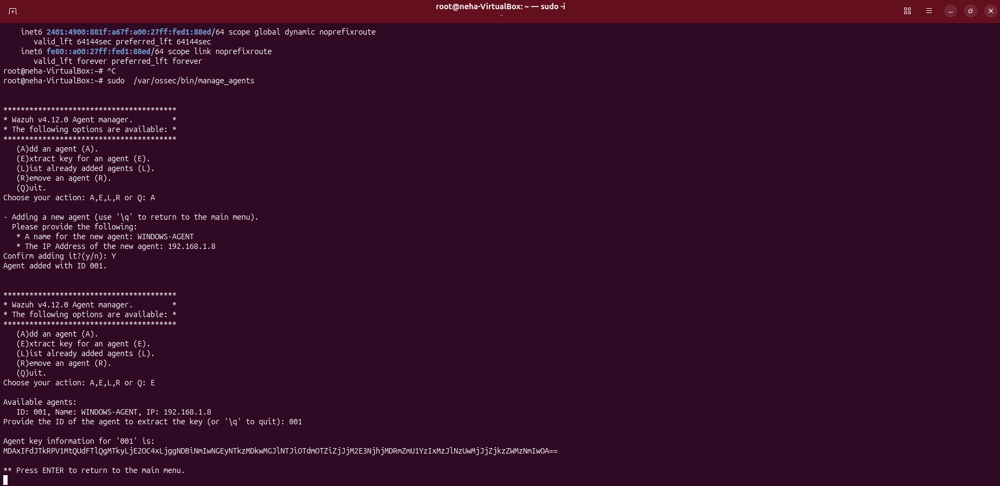 root@neha-VirtualBox: ~ — sudo -i
~
inet6 2401:4900:881f:a67f:a00:27ff:fed1:88ed/64 scope global dynamic noprefixroute
valid_lft 64144sec preferred_lft 64144sec
inet6 fe80::a00:27ff:fed1:88ed/64 scope link noprefixroute
valid_lft forever preferred_lft forever
root@neha-VirtualBox:~# ^C
root@neha-VirtualBox:~# sudo  /var/ossec/bin/manage_agents
****************************************
* Wazuh v4.12.0 Agent manager.         *
* The following options are available: *
****************************************
(A)dd an agent (A).
(E)xtract key for an agent (E).
(L)ist already added agents (L).
(R)emove an agent (R).
(Q)uit.
Choose your action: A,E,L,R or Q: A
- Adding a new agent (use '\q' to return to the main menu).
Please provide the following:
* A name for the new agent: WINDOWS-AGENT
* The IP Address of the new agent: 192.168.1.8
Confirm adding it?(y/n): Y
Agent added with ID 001.
****************************************
* Wazuh v4.12.0 Agent manager.         *
* The following options are available: *
****************************************
(A)dd an agent (A).
(E)xtract key for an agent (E).
(L)ist already added agents (L).
(R)emove an agent (R).
(Q)uit.
Choose your action: A,E,L,R or Q: E
Available agents:
ID: 001, Name: WINDOWS-AGENT, IP: 192.168.1.8
Provide the ID of the agent to extract the key (or '\q' to quit): 001
Agent key information for '001' is:
MDAxIFdJTkRPV1MtQUdFTlQgMTkyLjE2OC4xLjggNDBiNmIwNGEyNTkzMDkwMGJlNTJiOTdmOTZiZjJjM2E3NjhjMDRmZmU1YzIxMzJlNzUwMjJjZjkzZWMzNmIwOA==
** Press ENTER to return to the main menu.